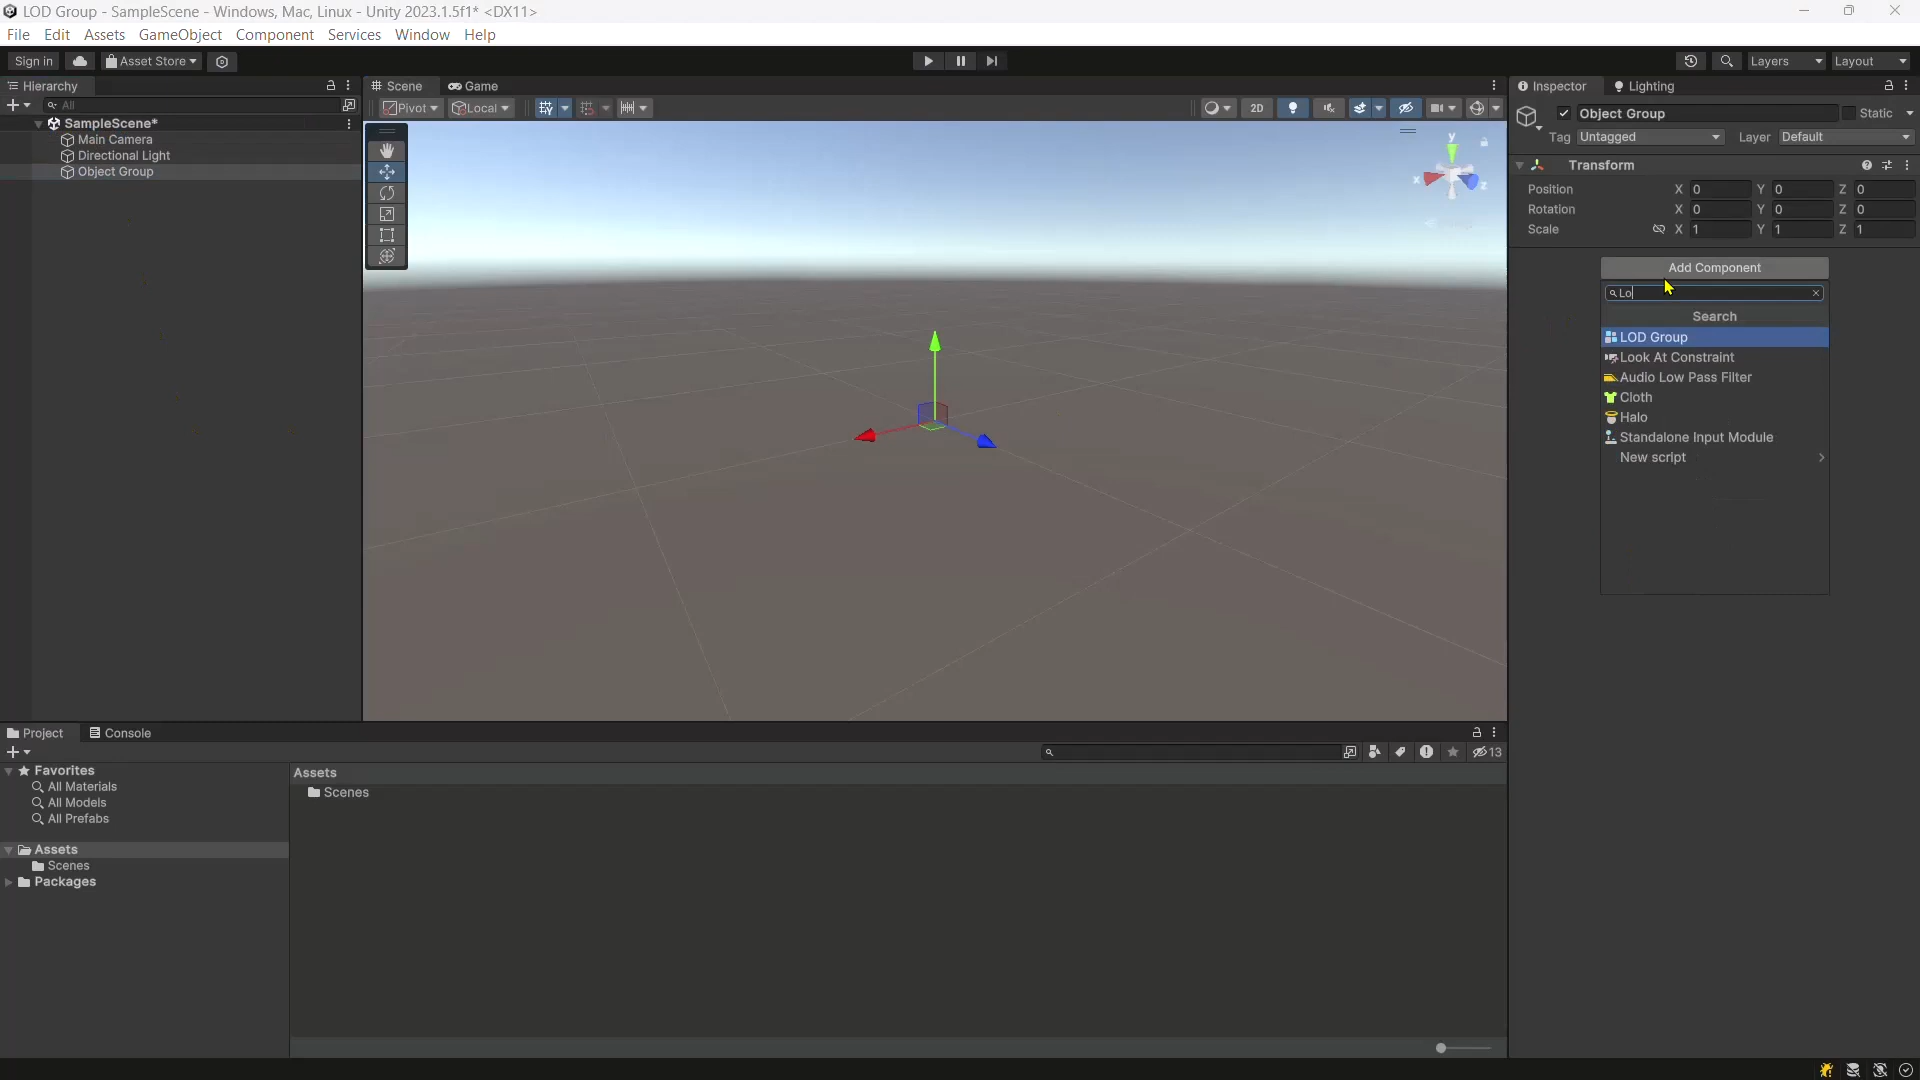 LOD Group - SampleScene - Windows, Mac, Linux - Unity 2023.1.5f1* <DX11>
File Edit Assets GameObject Component Services Window Help
Sign in Asset Store Layers Layout
Hierarchy
All
SampleScene*
Main Camera
Directional Light
Object Group
Scene Game
Pivot Local 2D
y
x z
Inspector Lighting
Object Group Static
Tag Untagged Layer Default
Transform
Position X 0 Y 0 Z 0
Rotation X 0 Y 0 Z 0
Scale X 1 Y 1 Z 1
Add Component
Lo
Search
LOD Group
Look At Constraint
Audio Low Pass Filter
Cloth
Halo
Standalone Input Module
New script
Project Console
13
Favorites
All Materials
All Models
All Prefabs
Assets
Scenes
Packages
Assets
Scenes